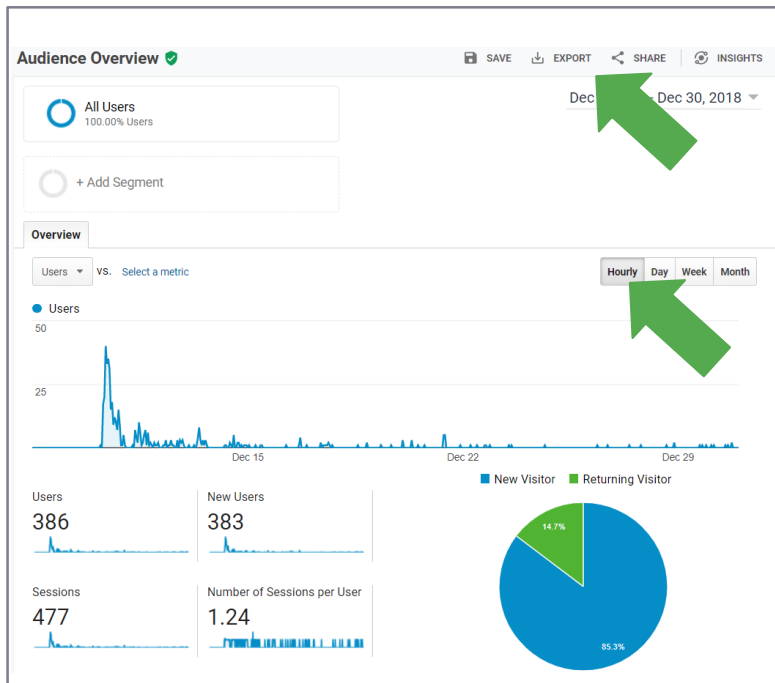 Audience Overview
SAVE EXPORT SHARE INSIGHTS
All Users
100.00% Users
Dec - Dec 30, 2018
+ Add Segment
Overview
Users VS. Select a metric
Hourly Day Week Month
Users
50
25
Dec 15 Dec 22 Dec 29
New Visitor Returning Visitor
Users
386
New Users
383
Sessions
477
Number of Sessions per User
1.24
14.7%
85.3%